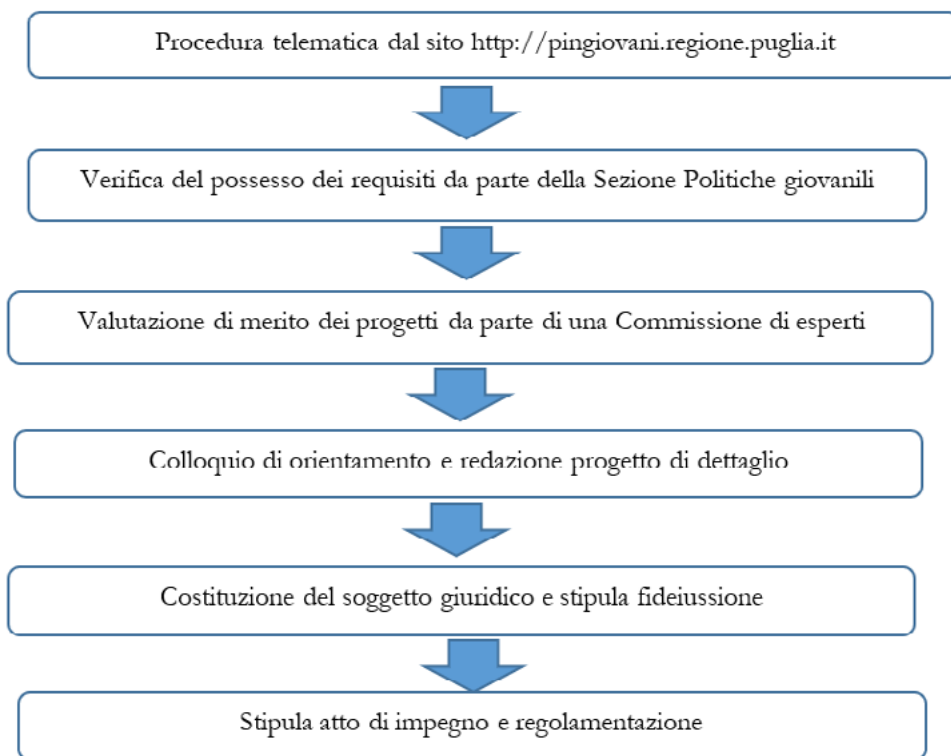 Procedura telematica dal sito http://pingiovani.regione.puglia.it
Verifica del possesso dei requisiti da parte della Sezione Politiche giovanili
Valutazione di merito dei progetti da parte di una Commissione di esperti
Colloquio di orientamento e redazione progetto di dettaglio
Costituzione del soggetto giuridico e stipula fideiussione
Stipula atto di impegno e regolamentazione